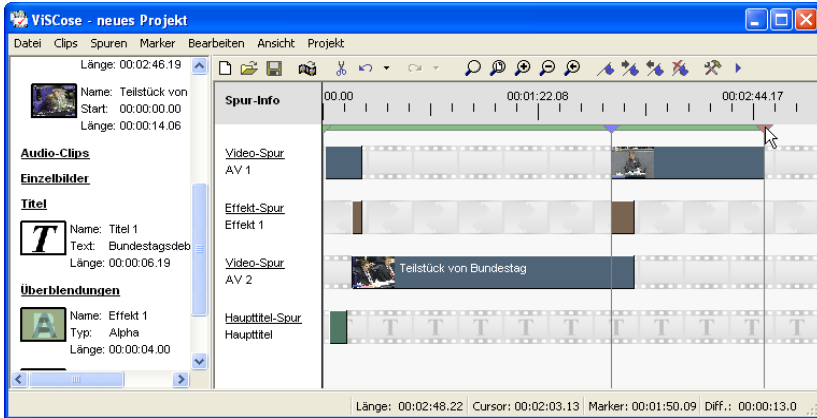 ViSCose - neues Projekt
Datei Clips Spuren Marker Bearbeiten Ansicht Projekt
Länge: 00:02:46.19
Name: Teilstück von
Start: 00:00:00.00
Länge: 00:00:14.06
Audio-Clips
Einzelbilder
Titel
T
Name: Titel 1
Text: Bundestagsdeb
Länge: 00:00:06.19
Überblendungen
A
Name: Effekt 1
Typ: Alpha
Länge: 00:00:04.00
Spur-Info
00.00 00:01:22.08 00:02:44.17
Video-Spur
AV 1
Effekt-Spur
Effekt 1
Video-Spur
AV 2
Teilstück von Bundestag
Haupttitel-Spur
Haupttitel
T T T T T T T T T T T
Länge: 00:02:48.22 Cursor: 00:02:03.13 Marker: 00:01:50.09 Diff.: 00:00:13.0